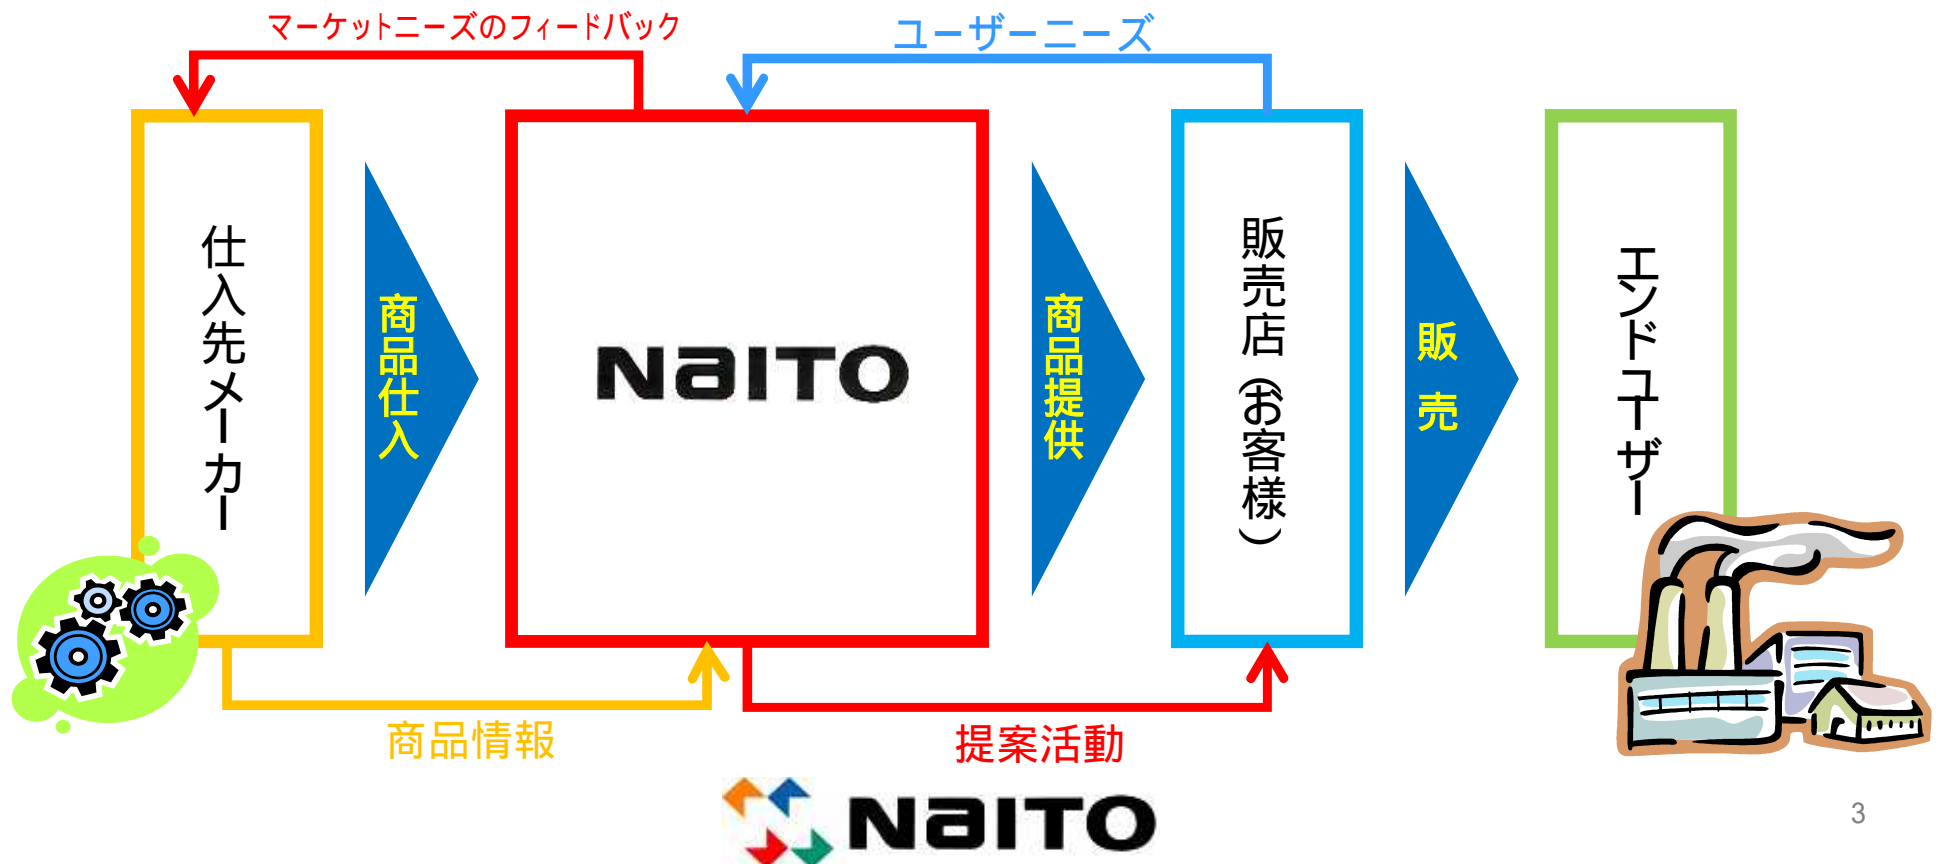 マーケットニーズのフィードバック
ユーザーニーズ
仕入先メーカー
商品仕入
NaITO
商品提供
販売店(お客様)
販売
エンドユーザー
商品情報
提案活動
NaITO
3